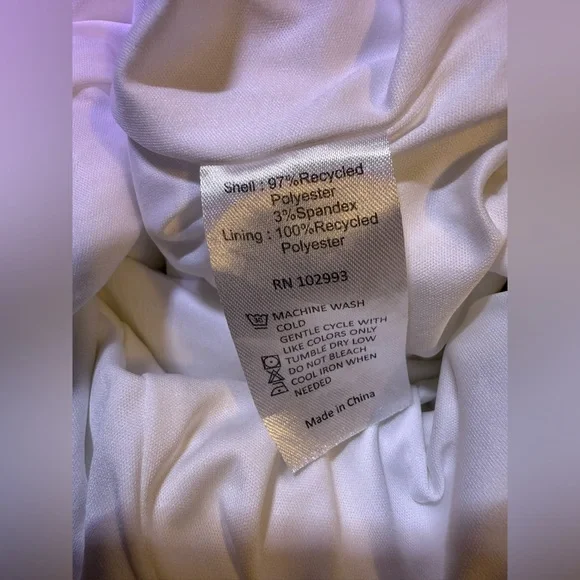 Shell : 97%Recycled
Polyester
3%Spandex
Lining : 100%Recycled
Polyester
RN 102993
MACHINE WASH
COLD
GENTLE CYCLE WITH
LIKE COLORS ONLY
TUMBLE DRY LOW
DO NOT BLEACH
COOL IRON WHEN
NEEDED
Made in China